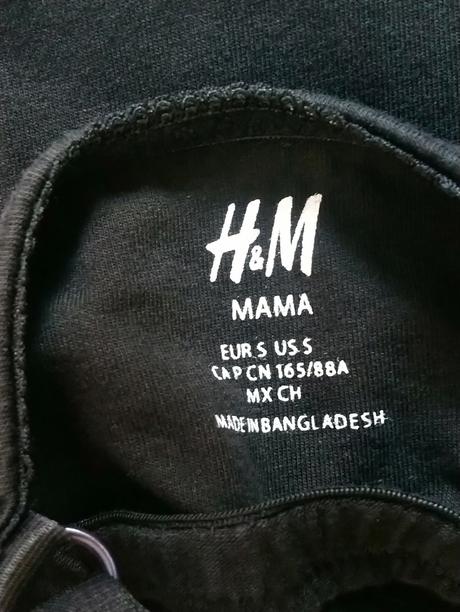 H&M
MAMA
EUR S US S
CA P CN 165/88A
MX CH
MADE IN BANGLADESH